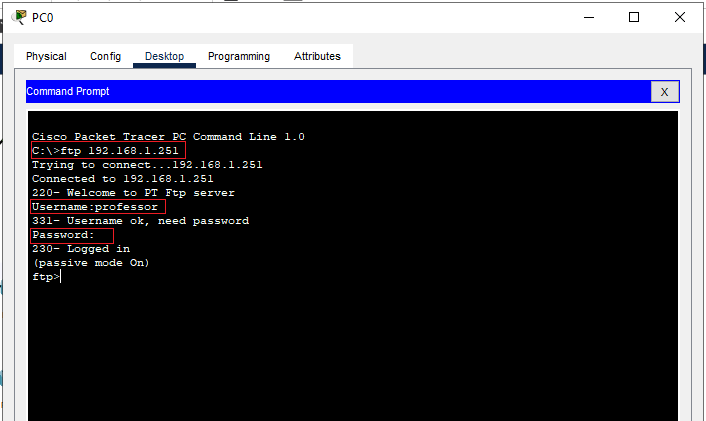 PC0
Physical Config Desktop Programming Attributes
Command Prompt X
Cisco Packet Tracer PC Command Line 1.0
C:\>ftp 192.168.1.251
Trying to connect...192.168.1.251
Connected to 192.168.1.251
220- Welcome to PT Ftp server
Username:professor
331- Username ok, need password
Password:
230- Logged in
(passive mode On)
ftp>